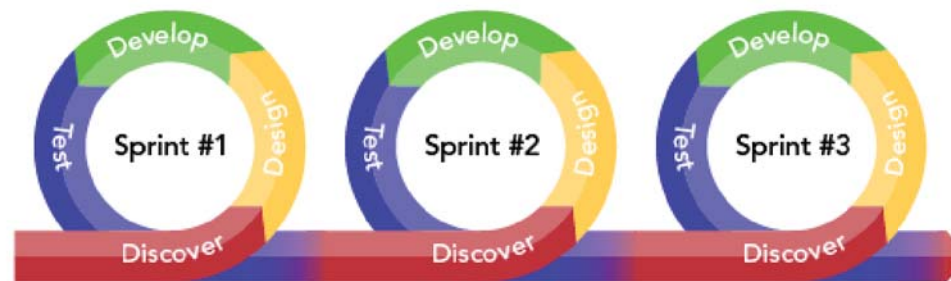 Develop
Test
Sprint #1
Design
Discover
Develop
Test
Sprint #2
Design
Discover
Develop
Test
Sprint #3
Design
Discover